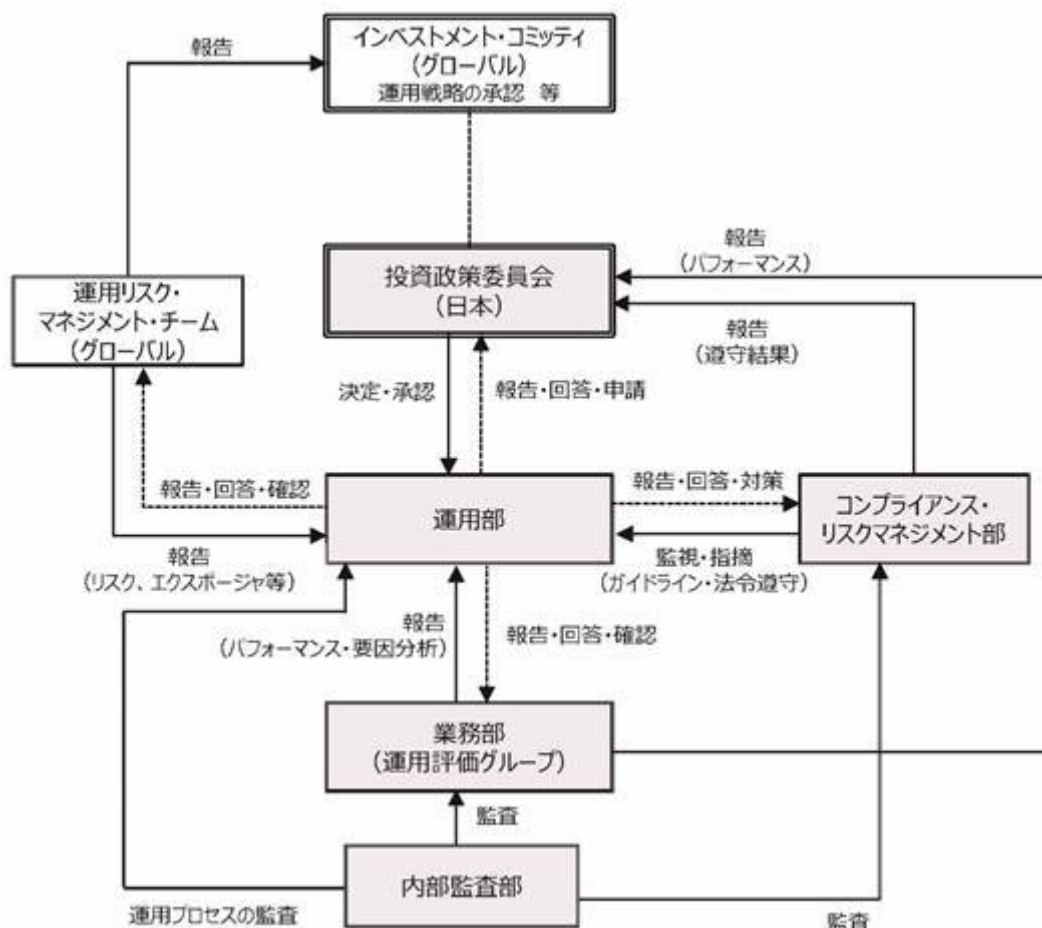 報告
インベストメント・コミッティ
(グローバル)
運用戦略の承認 等
報告
(パフォーマンス)
投資政策委員会
(日本)
運用リスク・
マネジメント・チーム
(グローバル)
報告
(遵守結果)
決定・承認
報告・回答・申請
報告・回答・確認
運用部
報告・回答・対策
コンプライアンス・
リスクマネジメント部
報告
(リスク、エクスポージャ等)
監視・指摘
(ガイドライン・法令遵守)
報告
(パフォーマンス・要因分析)
報告・回答・確認
業務部
(運用評価グループ)
監査
内部監査部
運用プロセスの監査
監査